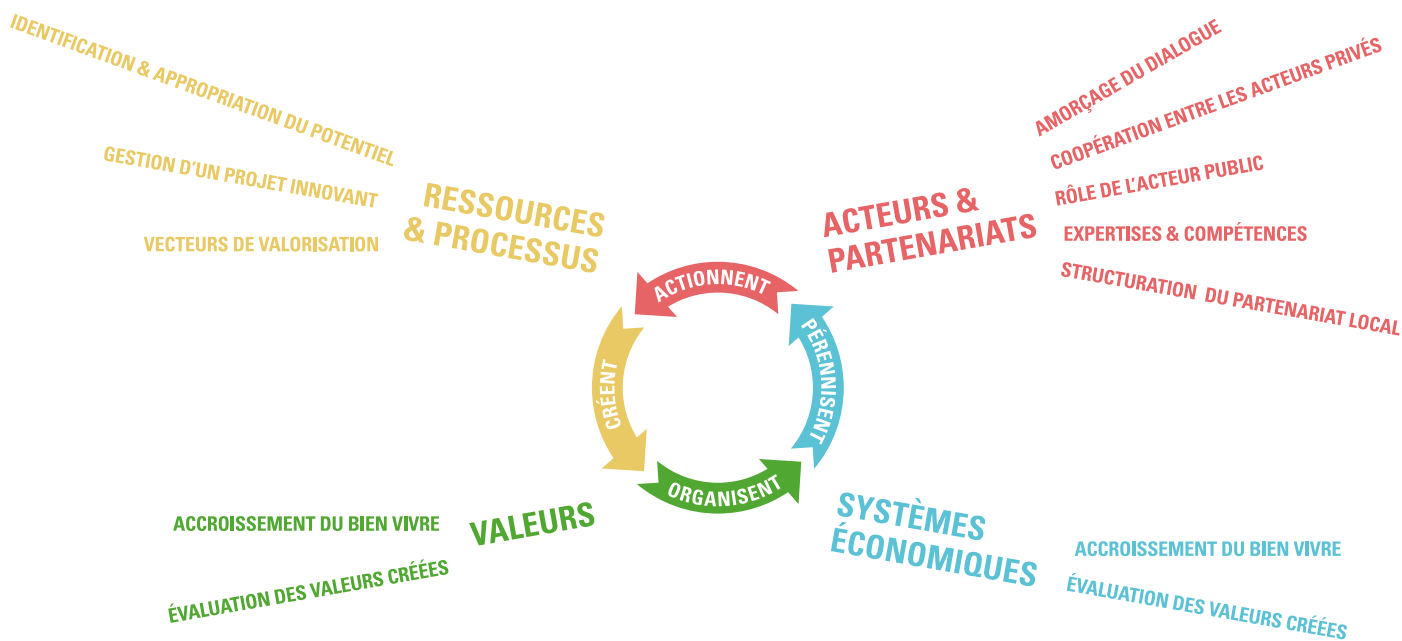 IDENTIFICATION & APPROPRIATION DU POTENTIEL
GESTION D'UN PROJET INNOVANT
VECTEURS DE VALORISATION
RESSOURCES
& PROCESSUS
ACTEURS &
PARTENARIATS
AMORÇAGE DU DIALOGUE
COOPÉRATION ENTRE LES ACTEURS PRIVÉS
RÔLE DE L'ACTEUR PUBLIC
EXPERTISES & COMPÉTENCES
STRUCTURATION DU PARTENARIAT LOCAL
ACTIONNENT
CRÉENT
PÉRENNISENT
ORGANISENT
ACCROISSEMENT DU BIEN VIVRE
ÉVALUATION DES VALEURS CRÉÉES
VALEURS
SYSTÈMES
ÉCONOMIQUES
ACCROISSEMENT DU BIEN VIVRE
ÉVALUATION DES VALEURS CRÉÉES